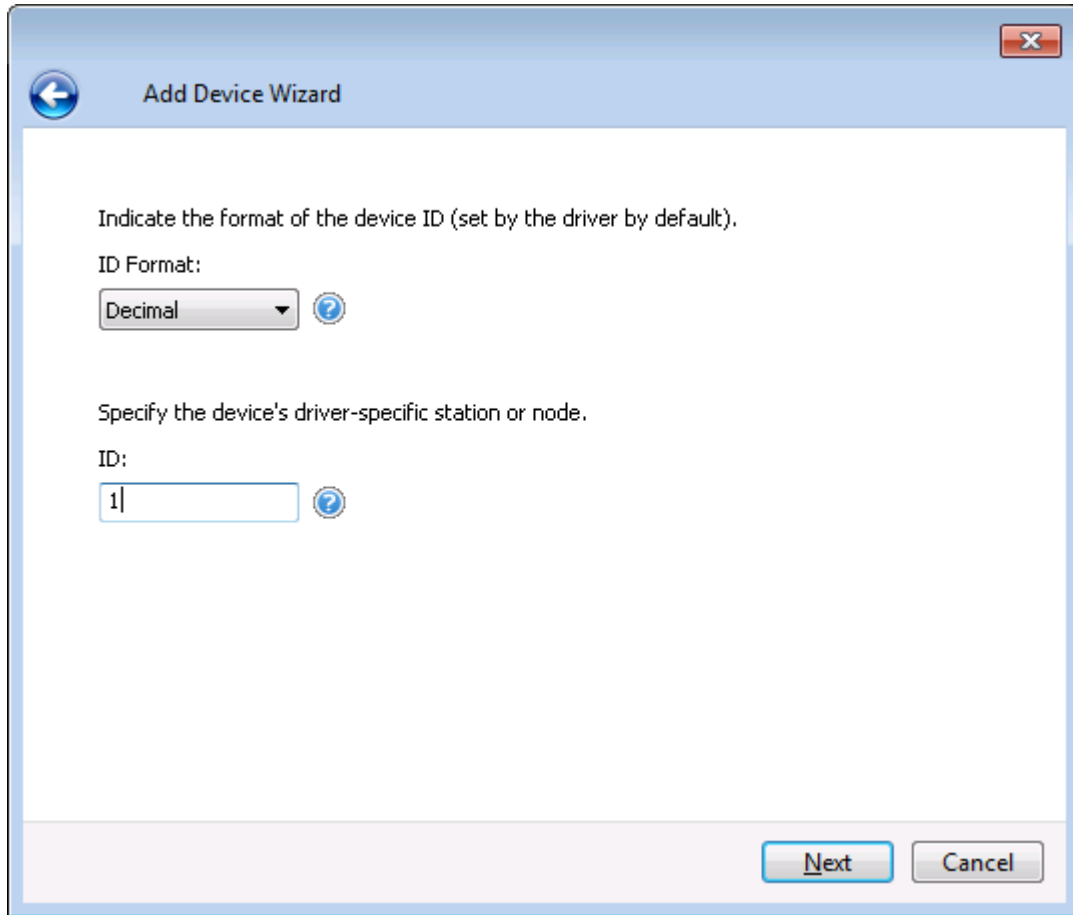 Add Device Wizard
Indicate the format of the device ID (set by the driver by default).
ID Format:
Decimal
Specify the device's driver-specific station or node.
ID:
1
Next
Cancel